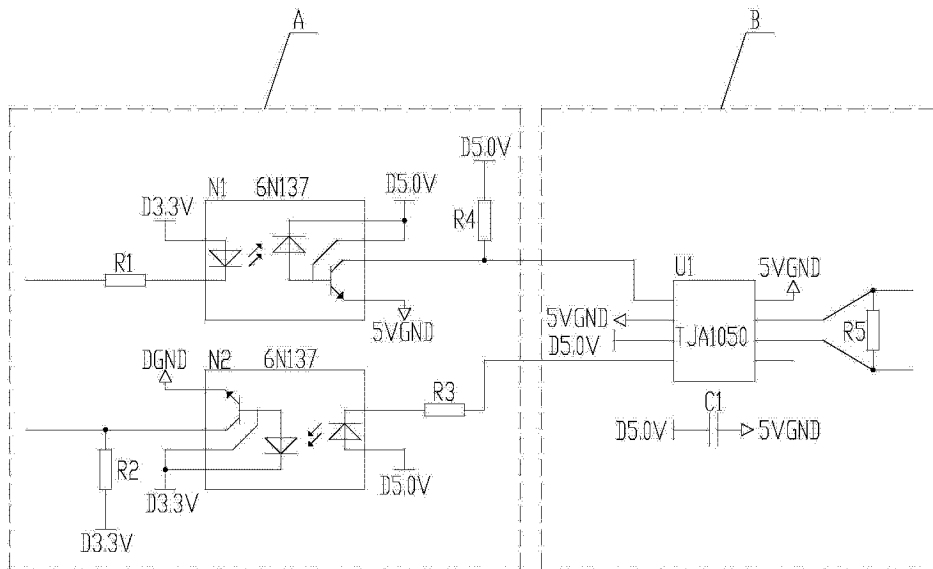 A
B
D5.0V
N1 6N137 D5.0V
D3.3V
R4
R1
U1
5VGND
5VGND
5VGND
TJA1050
R5
D5.0V
DGND
N2 6N137
R3
C1
D5.0V 5VGND
R2
D3.3V
D5.0V
D3.3V